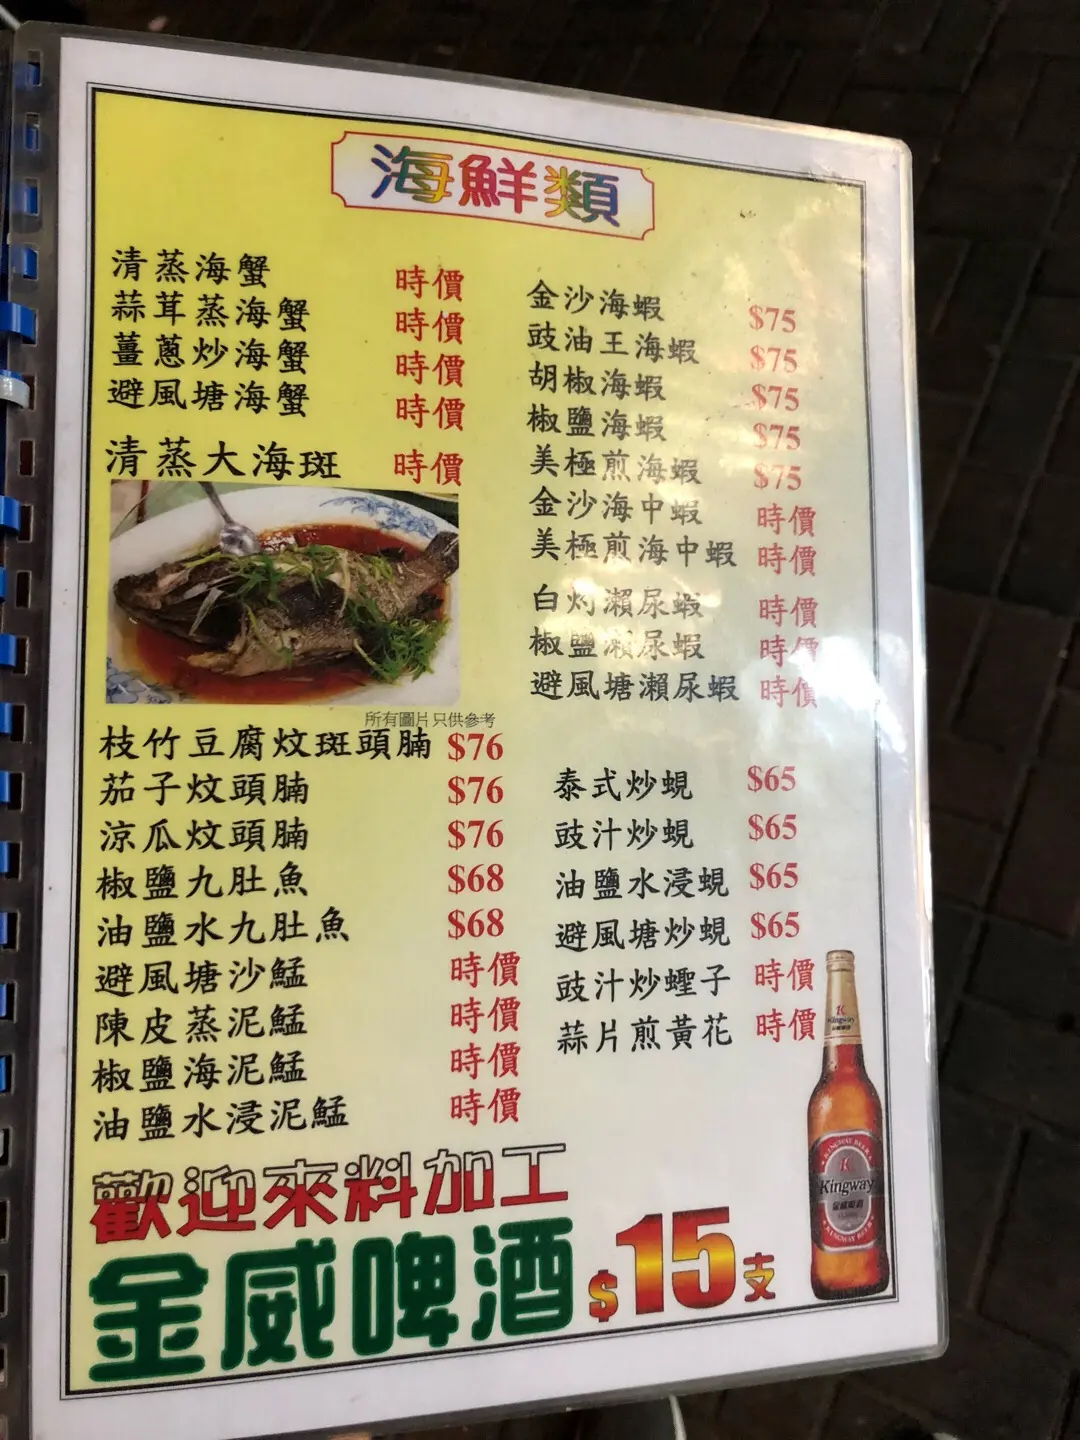 海鮮類
清蒸海蟹 時價
蒜茸蒸海蟹 時價
薑蔥炒海蟹 時價
避風塘海蟹 時價
清蒸大海斑 時價
所有圖片只供參考
枝竹豆腐炆斑頭腩 $76
茄子炆頭腩 $76
涼瓜炆頭腩 $76
椒鹽九肚魚 $68
油鹽水九肚魚 $68
避風塘沙鯭 時價
陳皮蒸泥鯭 時價
椒鹽海泥鯭 時價
油鹽水浸泥鯭 時價
金沙海蝦 $75
豉油王海蝦 $75
胡椒海蝦 $75
椒鹽海蝦 $75
美極煎海蝦 $75
金沙海中蝦 時價
美極煎海中蝦 時價
白灼瀨尿蝦 時價
椒鹽瀨尿蝦 時價
避風塘瀨尿蝦 時價
泰式炒蜆 $65
豉汁炒蜆 $65
油鹽水浸蜆 $65
避風塘炒蜆 $65
豉汁炒蟶子 時價
蒜片煎黃花 時價
歡迎來料加工
金威啤酒 $15支
K
Kingway
KINGWAY BEER
K
Kingway
金威啤酒
KINGWAY BEER